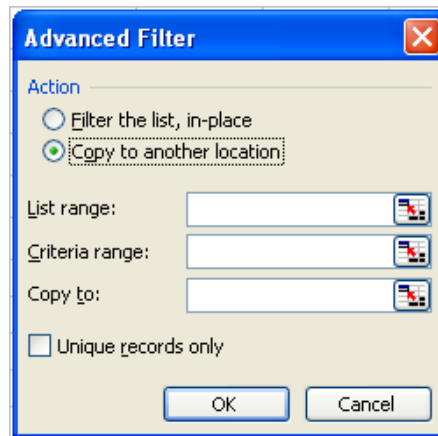 Advanced Filter
Action
Filter the list, in-place
Copy to another location
List range:
Criteria range:
Copy to:
Unique records only
OK Cancel